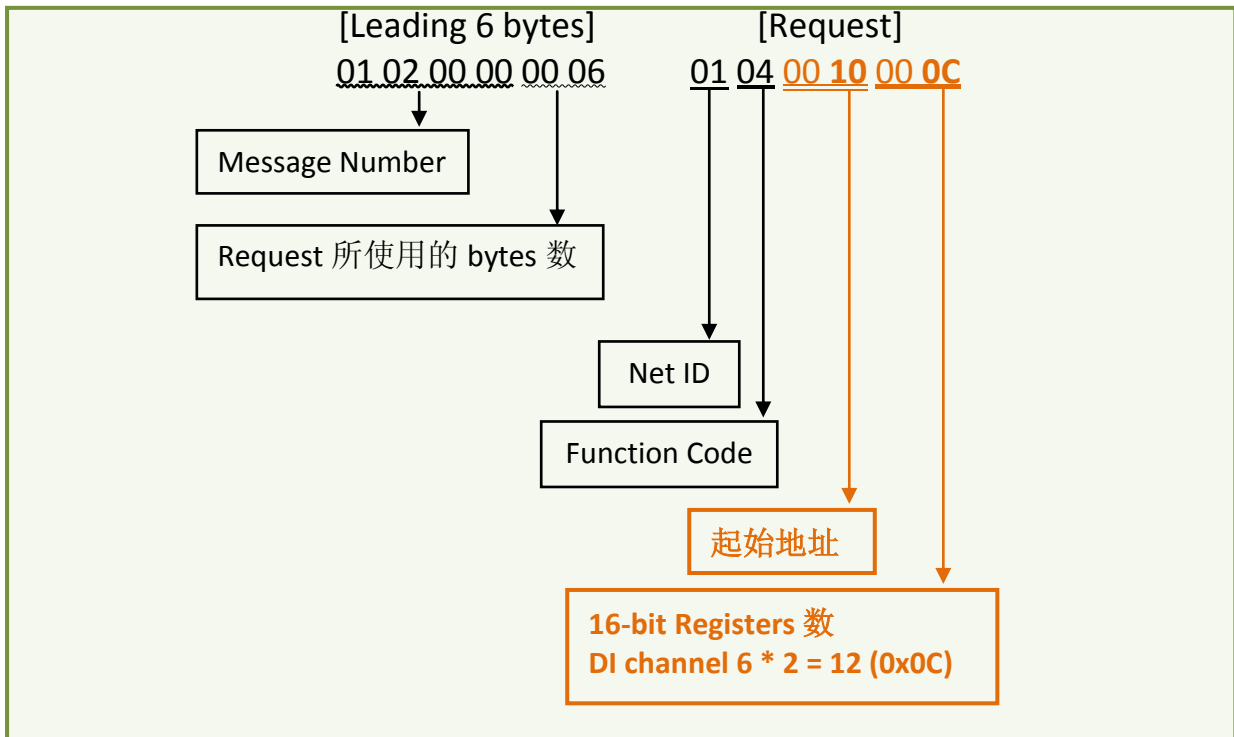 [Leading 6 bytes] [Request]
01 02 00 00 00 06 01 04 00 10 00 0C
Message Number
Request 所使用的 bytes 数
Net ID
Function Code
起始地址
16-bit Registers 数
DI channel 6 * 2 = 12 (0x0C)